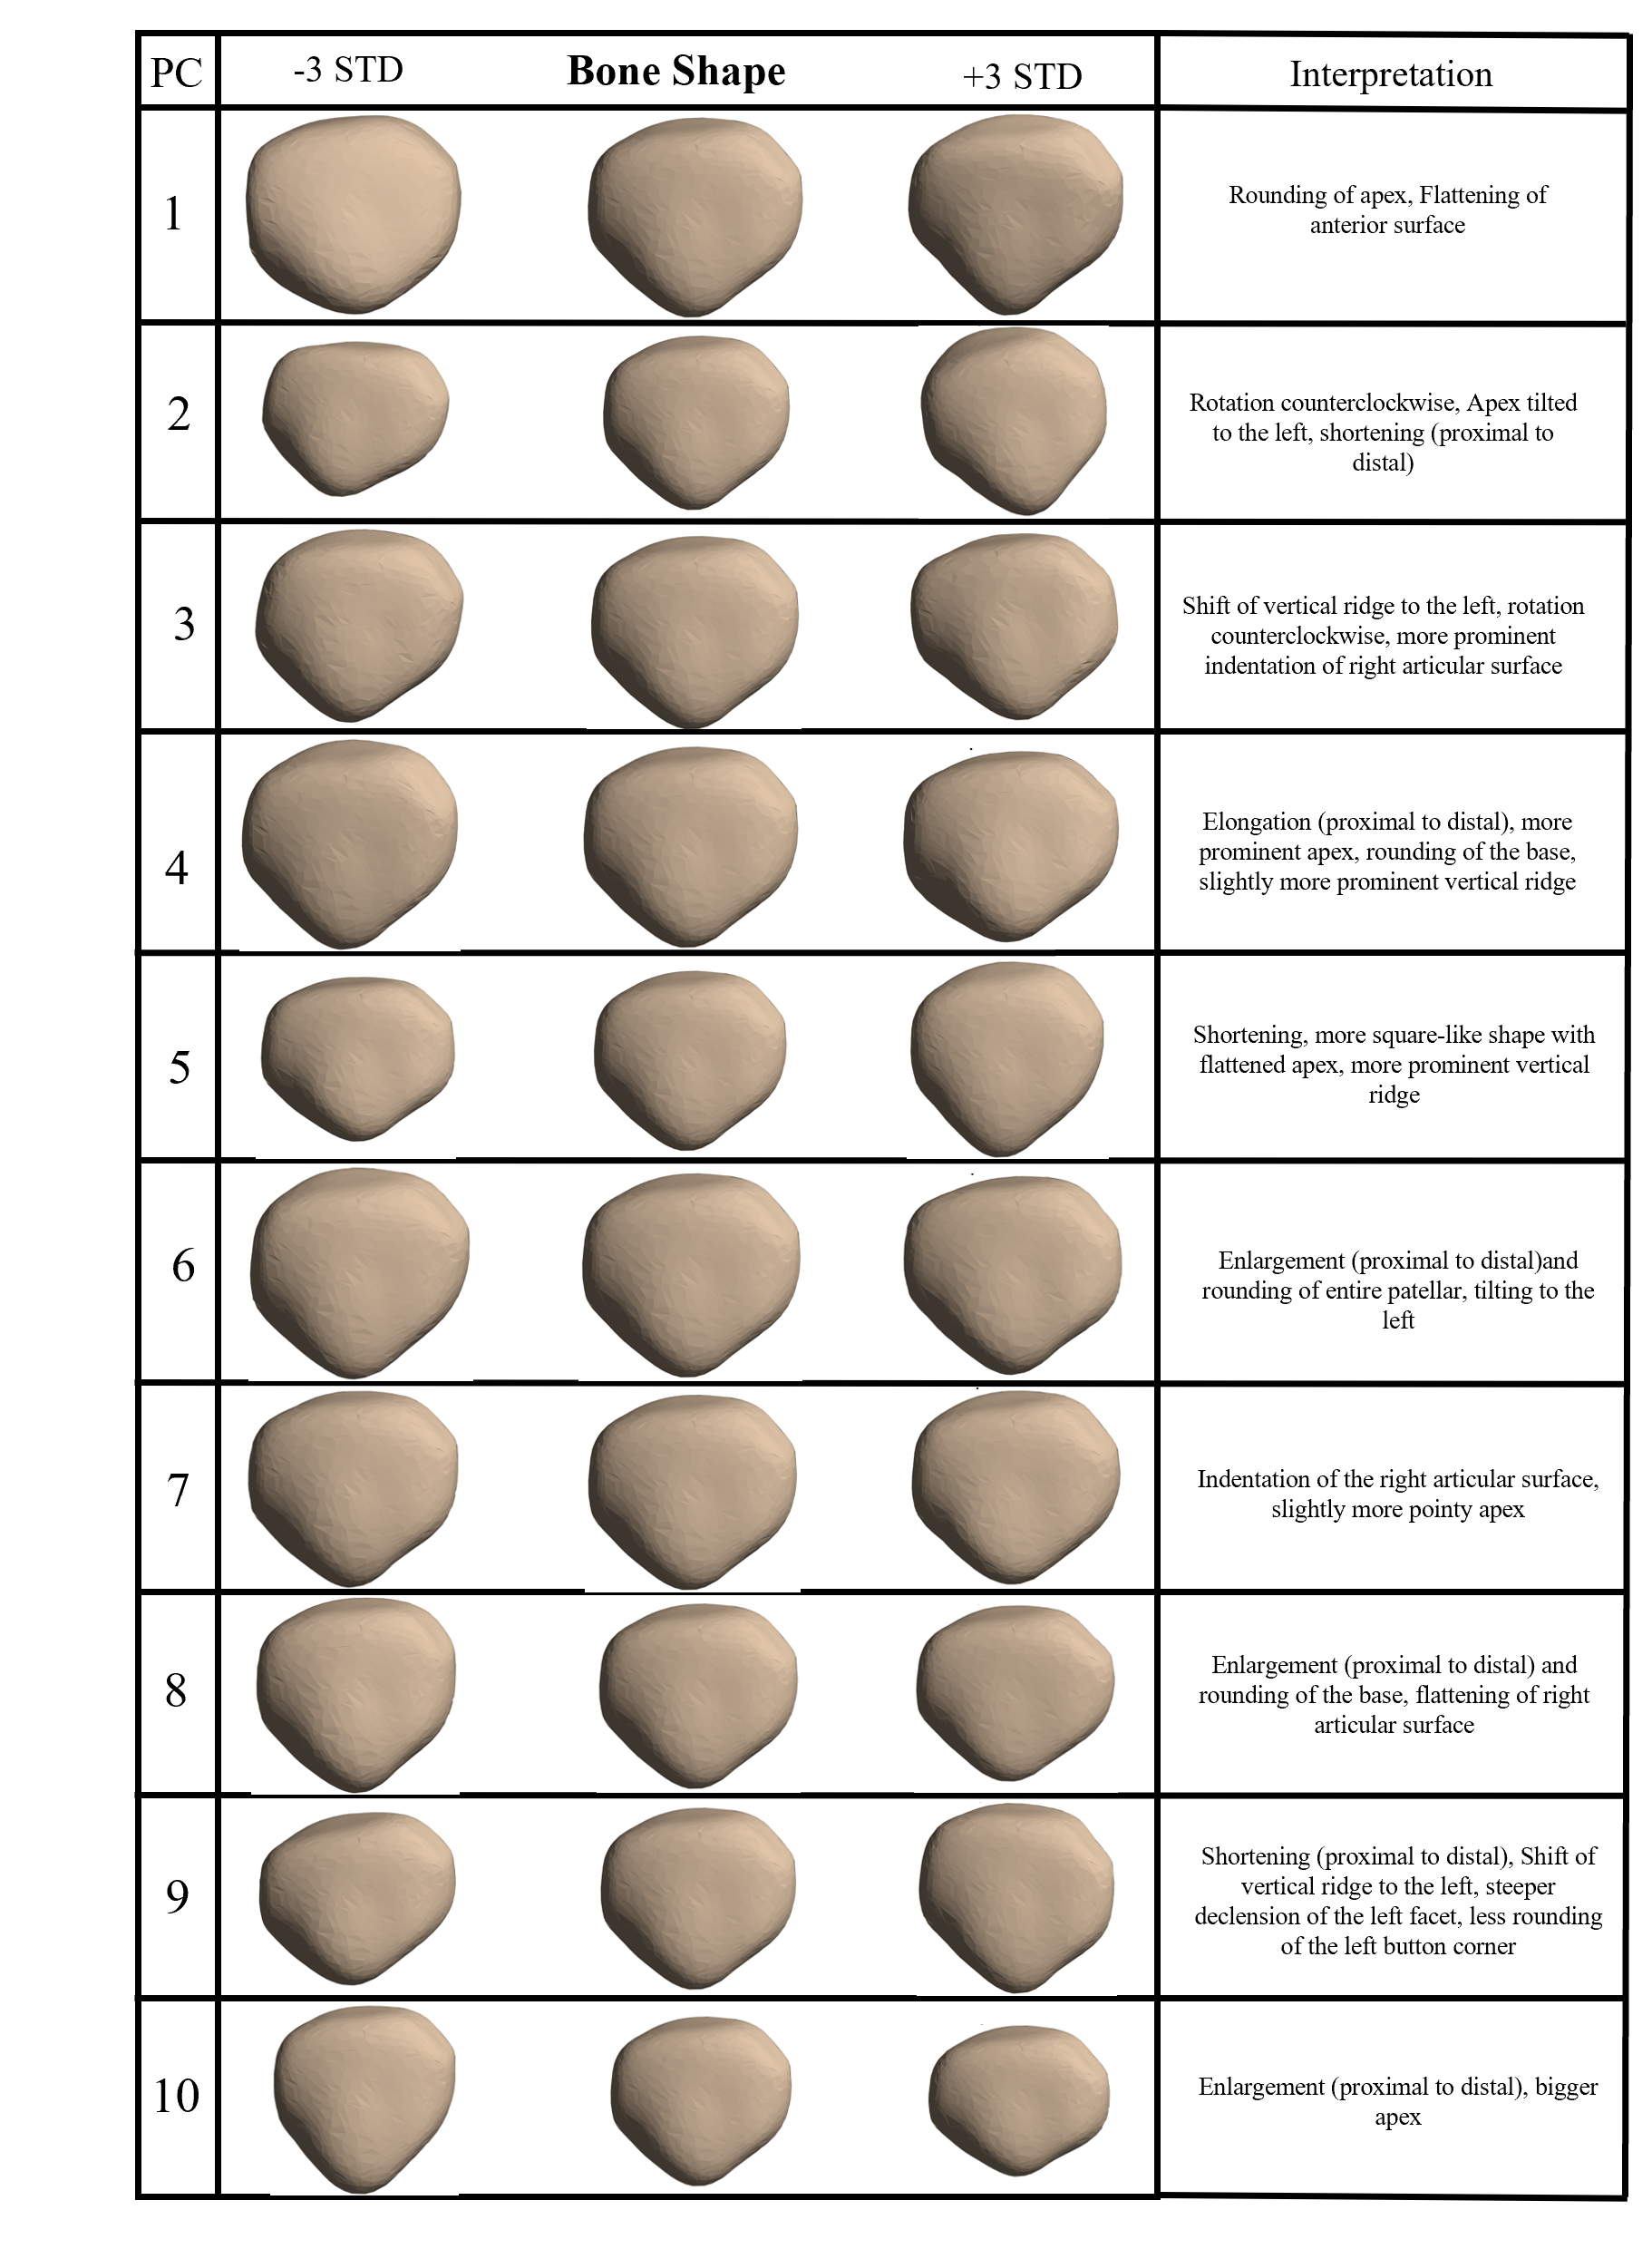 PC -3 STD Bone Shape +3 STD Interpretation
1
Rounding of apex, Flattening of
anterior surface
2
Rotation counterclockwise, Apex tilted
to the left, shortening (proximal to
distal)
3
Shift of vertical ridge to the left, rotation
counterclockwise, more prominent
indentation of right articular surface
4
Elongation (proximal to distal), more
prominent apex, rounding of the base,
slightly more prominent vertical ridge
5
Shortening, more square-like shape with
flattened apex, more prominent vertical
ridge
6
Enlargement (proximal to distal)and
rounding of entire patellar, tilting to the
left
7
Indentation of the right articular surface,
slightly more pointy apex
8
Enlargement (proximal to distal) and
rounding of the base, flattening of right
articular surface
9
Shortening (proximal to distal), Shift of
vertical ridge to the left, steeper
declension of the left facet, less rounding
of the left button corner
10
Enlargement (proximal to distal), bigger
apex